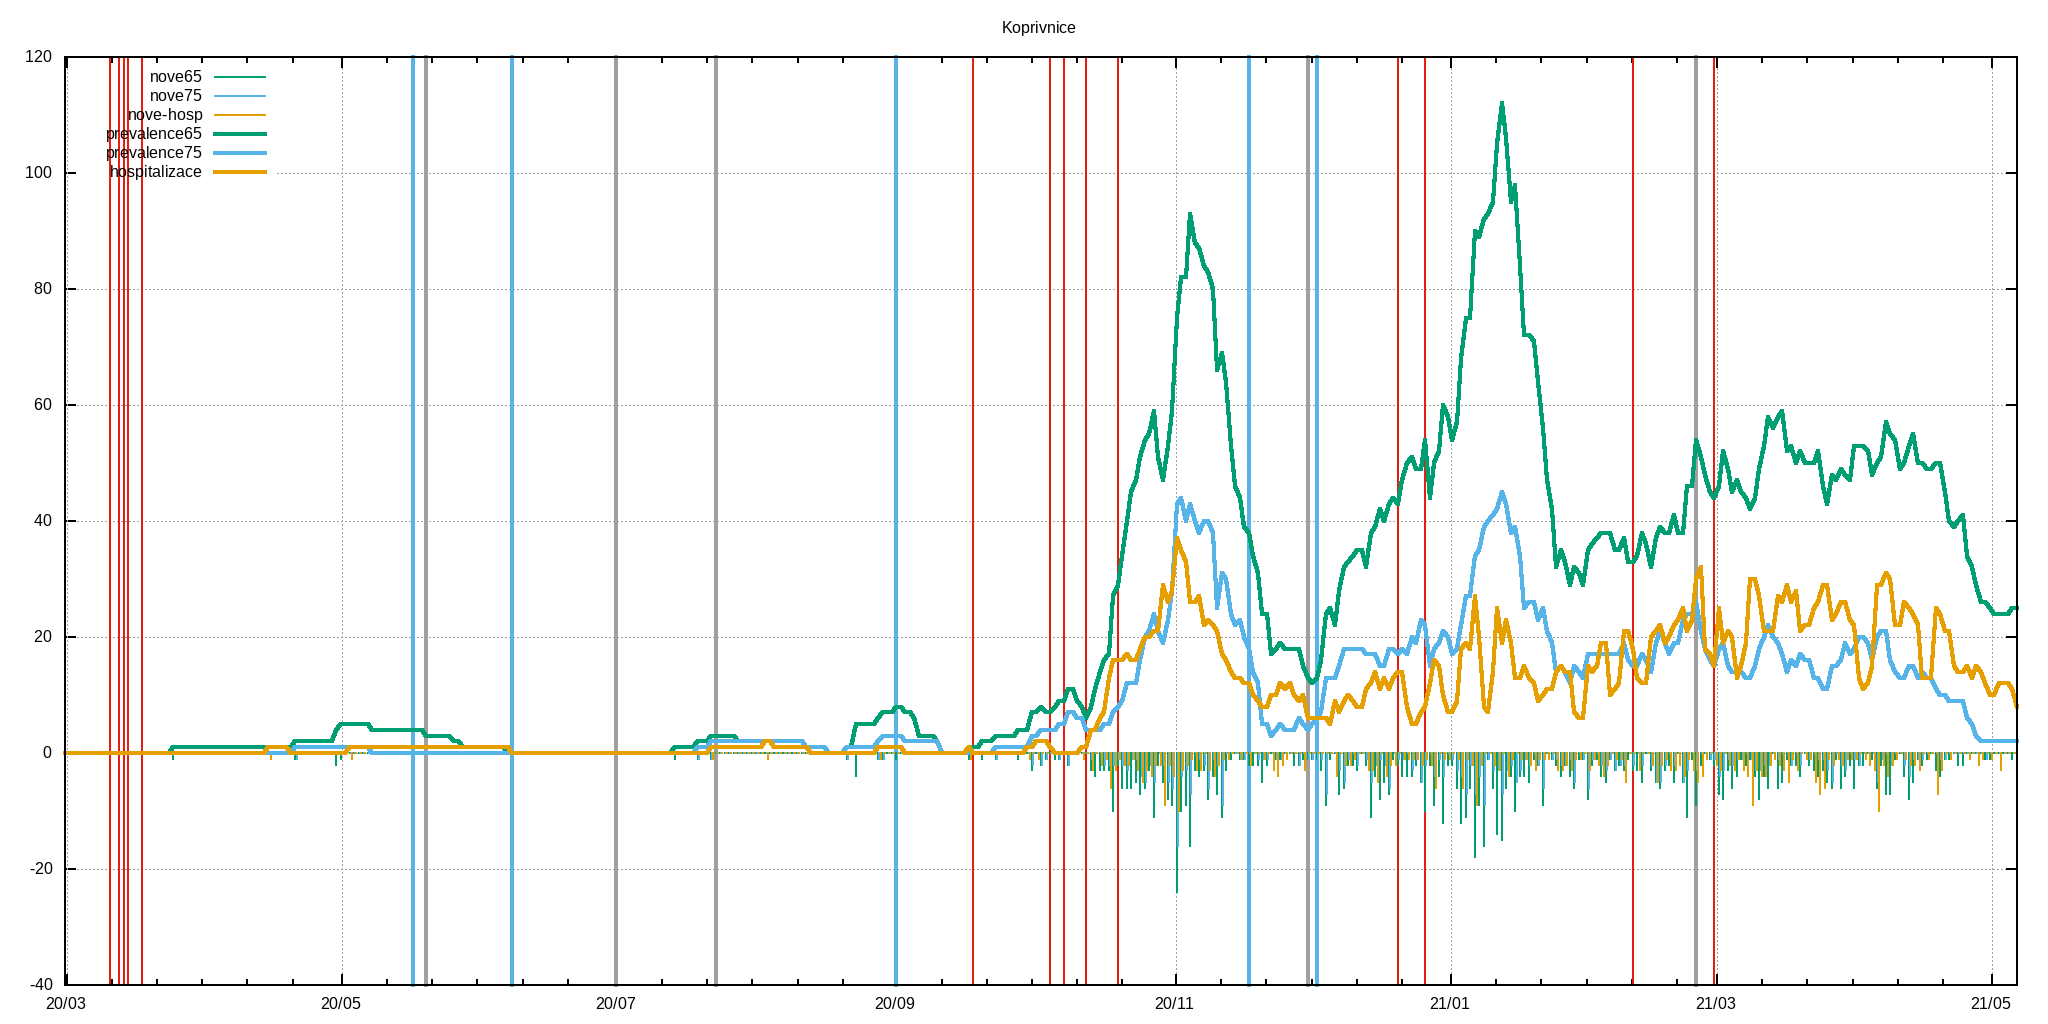 Koprivnice
120
100
80
60
40
20
0
-20
-40
nove65
nove75
nove-hosp
prevalence65
prevalence75
hospitalizace
20/03 20/05 20/07 20/09 20/11 21/01 21/03 21/05